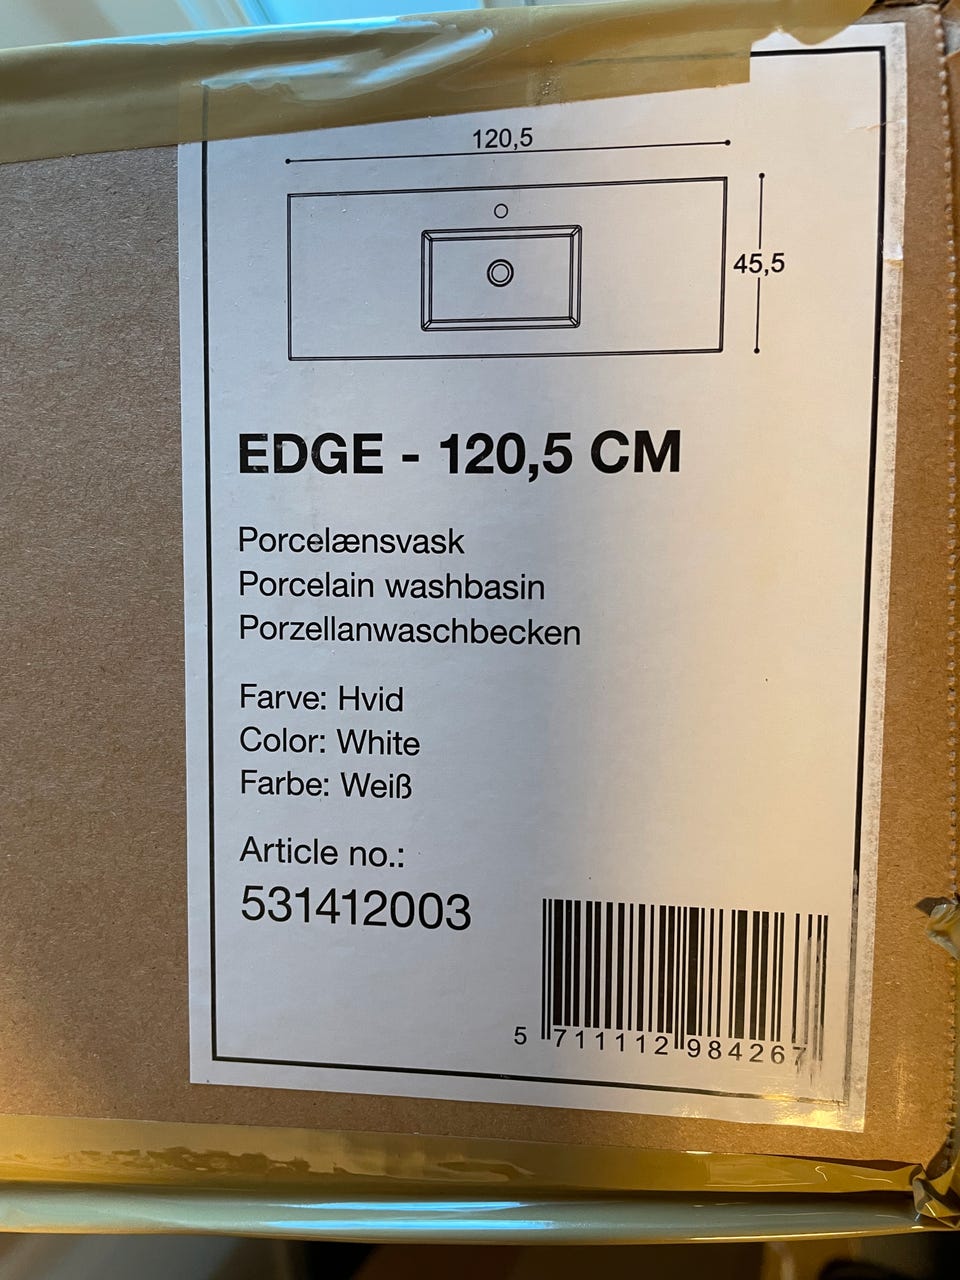 120,5
45,5
EDGE - 120,5 CM
Porcelænsvask
Porcelain washbasin
Porzellanwaschbecken
Farve: Hvid
Color: White
Farbe: Weiß
Article no.:
531412003
5 711112 984267